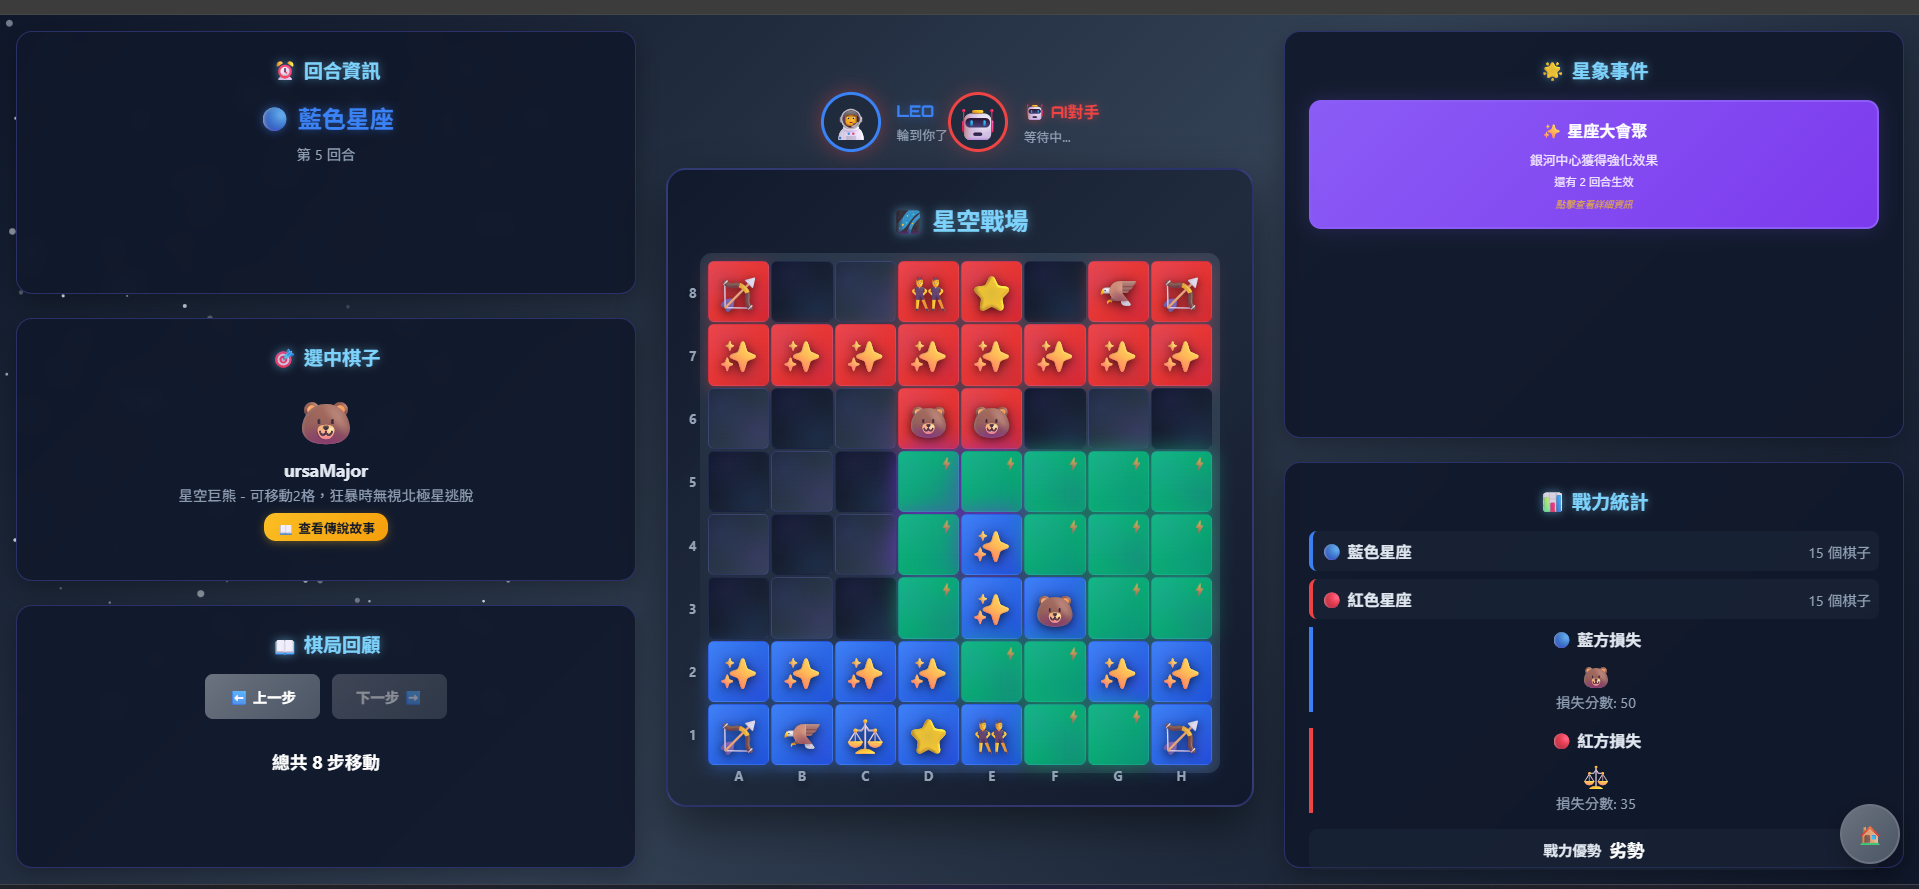 回合資訊
藍色星座
第 5 回合
選中棋子
ursaMajor
星空巨熊 - 可移動2格，狂暴時無視北極星逃脫
查看傳說故事
棋局回顧
上一步
下一步
總共 8 步移動
LEO
輪到你了
AI對手
等待中...
星空戰場
8
7
6
5
4
3
2
1
A B C D E F G H
星象事件
星座大會聚
銀河中心獲得強化效果
還有 2 回合生效
點擊查看詳細資訊
戰力統計
藍色星座 15 個棋子
紅色星座 15 個棋子
藍方損失
損失分數: 50
紅方損失
損失分數: 35
戰力優勢 劣勢